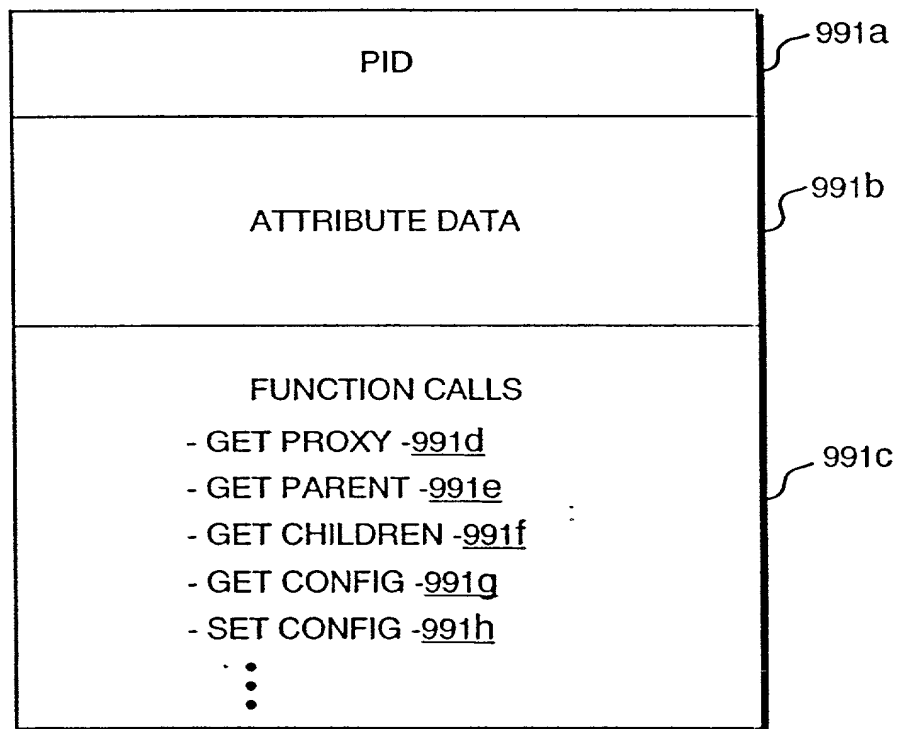 PID
991a
ATTRIBUTE DATA
991b
FUNCTION CALLS
- GET PROXY -991d
- GET PARENT -991e
- GET CHILDREN -991f
- GET CONFIG -991g
- SET CONFIG -991h
991c